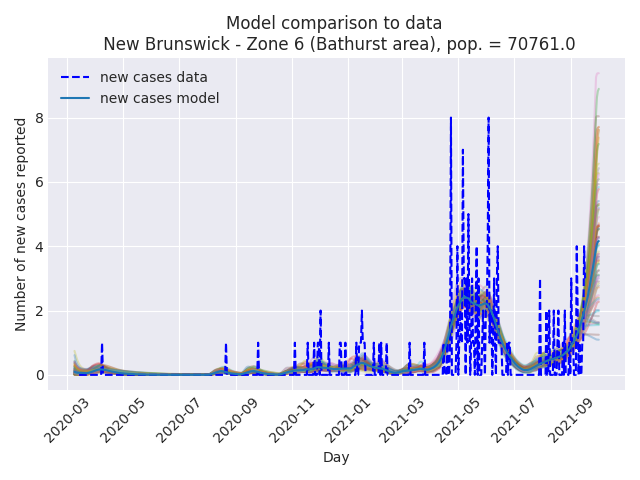 Model comparison to data
New Brunswick - Zone 6 (Bathurst area), pop. = 70761.0
new cases data
new cases model
Number of new cases reported
8
6
4
2
0
2020-03
2020-05
2020-07
2020-09
2020-11
2021-01
2021-03
2021-05
2021-07
2021-09
Day